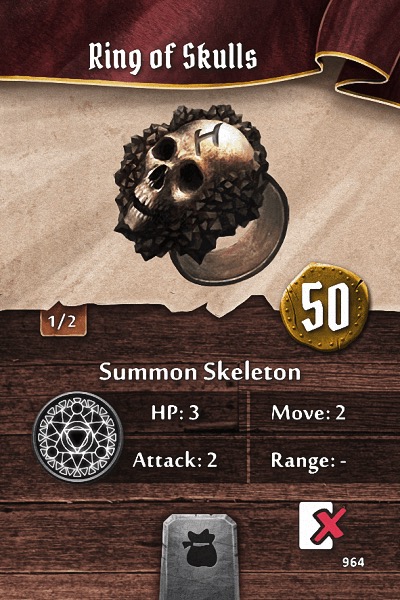 Ring of Skulls
1/2
50
Summon Skeleton
HP: 3
Move: 2
Attack: 2
Range: -
964